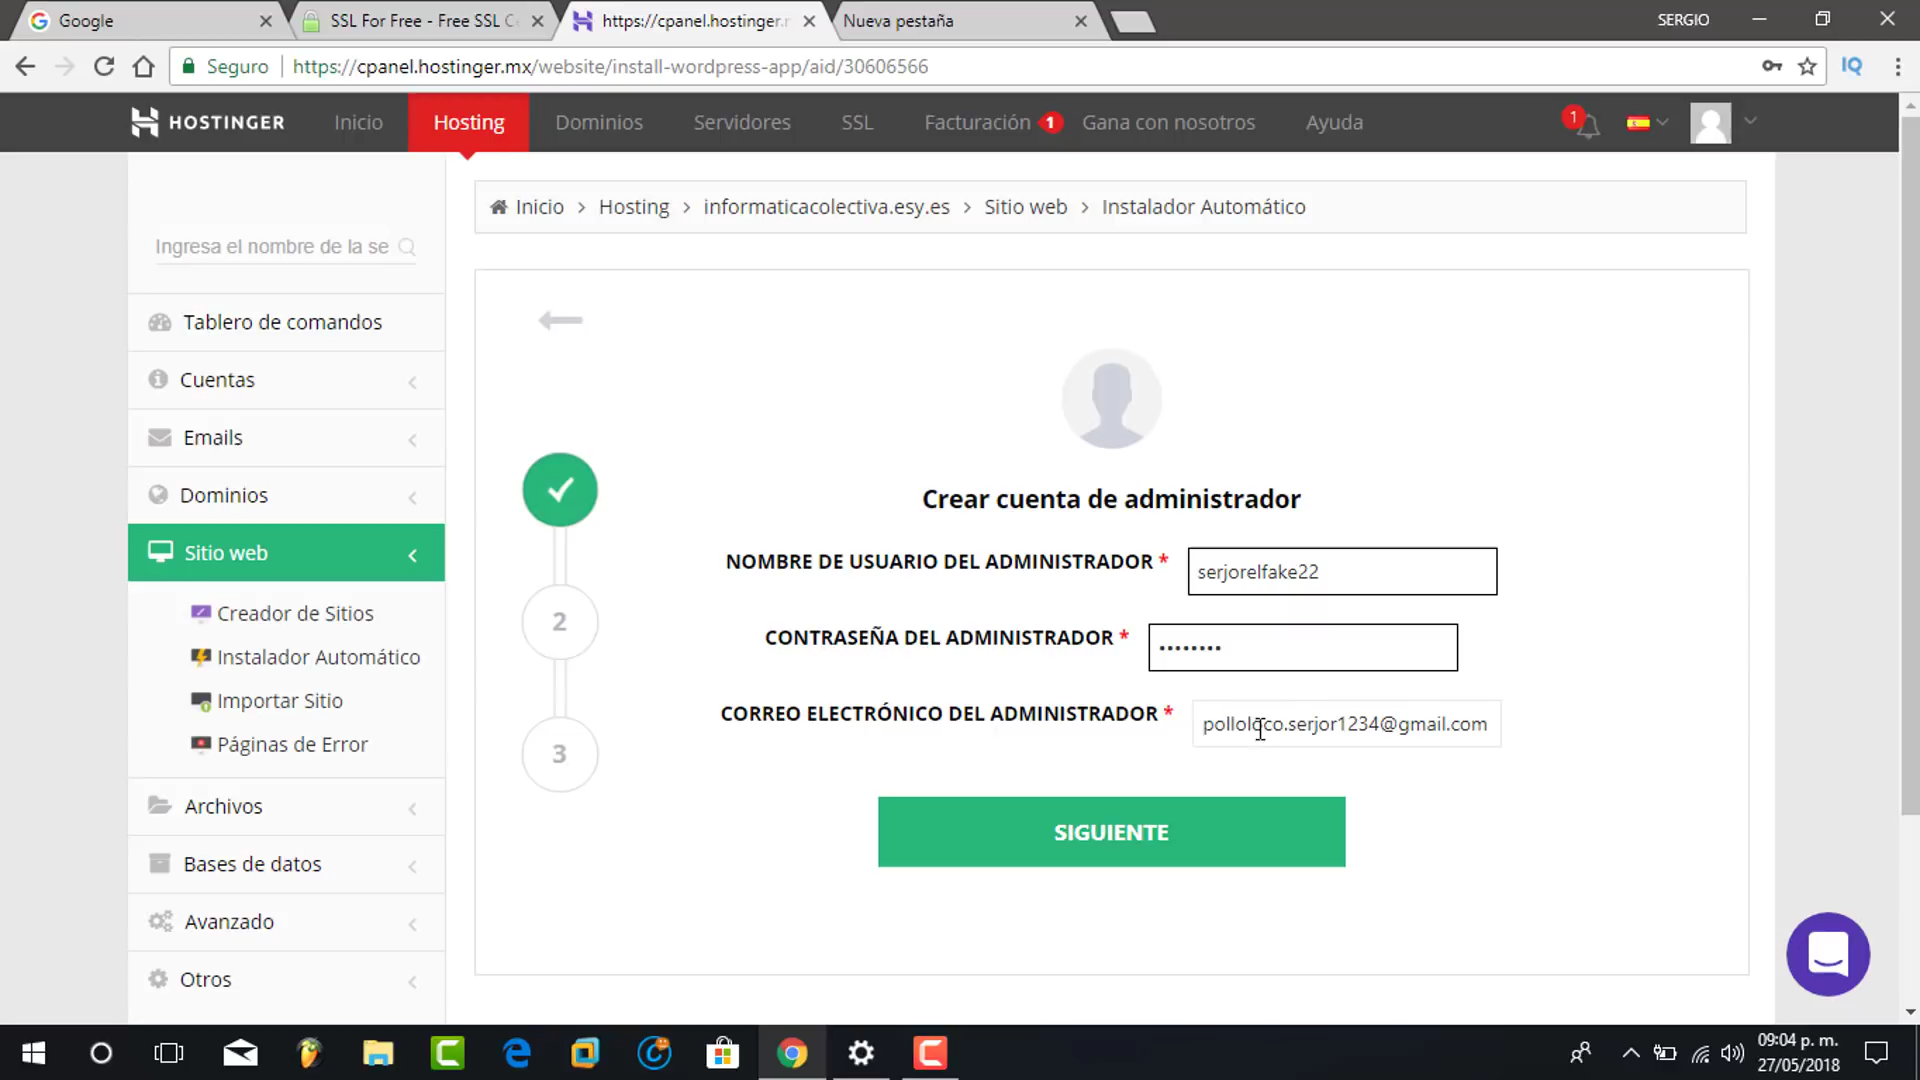 Google
SSL For Free - Free SSL C
https://cpanel.hostinger.m
Nueva pestaña
SERGIO
Seguro
https://cpanel.hostinger.mx/website/install-wordpress-app/aid/30606566
IQ
HOSTINGER
Inicio
Hosting
Dominios
Servidores
SSL
Facturación 1
Gana con nosotros
Ayuda
1
Inicio > Hosting > informaticacolectiva.esy.es > Sitio web > Instalador Automático
Ingresa el nombre de la se
Tablero de comandos
Cuentas
Emails
Dominios
Sitio web
Creador de Sitios
Instalador Automático
Importar Sitio
Páginas de Error
Archivos
Bases de datos
Avanzado
Otros
2
3
Crear cuenta de administrador
NOMBRE DE USUARIO DEL ADMINISTRADOR *
serjorelfake22
CONTRASEÑA DEL ADMINISTRADOR *
••••••••
CORREO ELECTRÓNICO DEL ADMINISTRADOR *
polloloco.serjor1234@gmail.com
SIGUIENTE
09:04 p. m.
27/05/2018